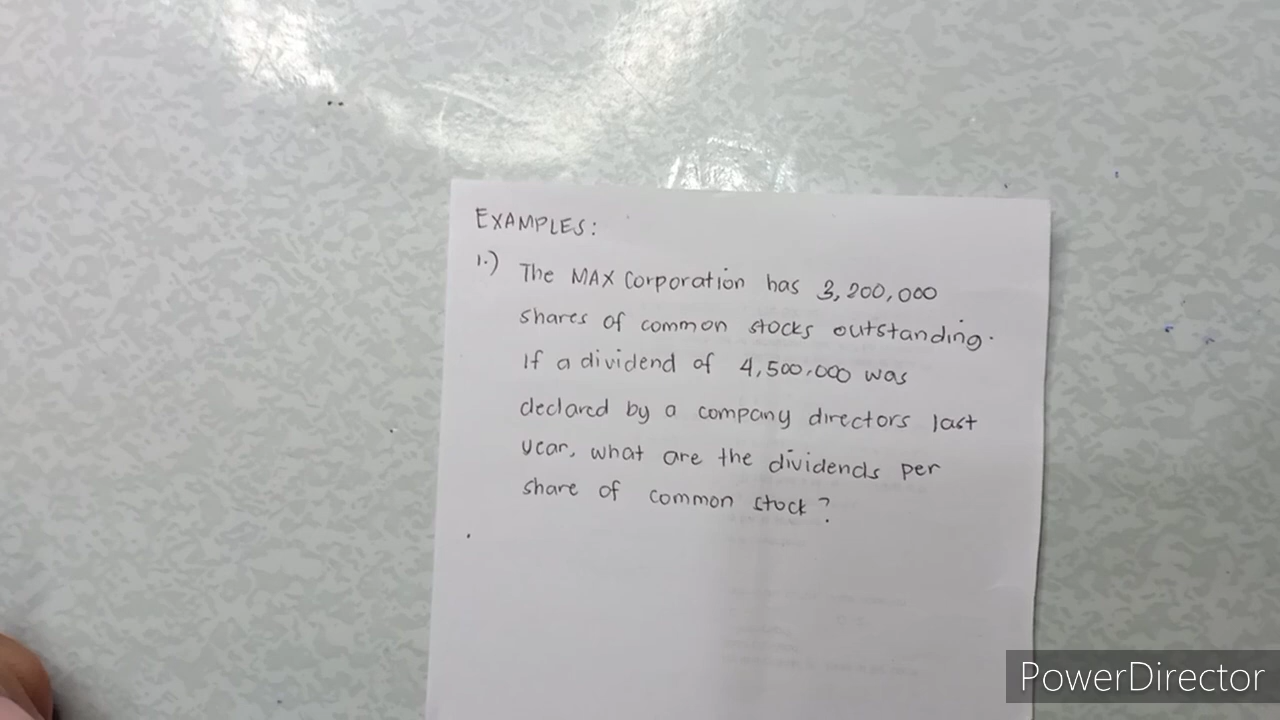 EXAMPLES:
1.) The MAX Corporation has 3,200,000
shares of common stocks outstanding.
If a dividend of 4,500,000 was
declared by a company directors last
year, what are the dividends per
share of common stock?
PowerDirector